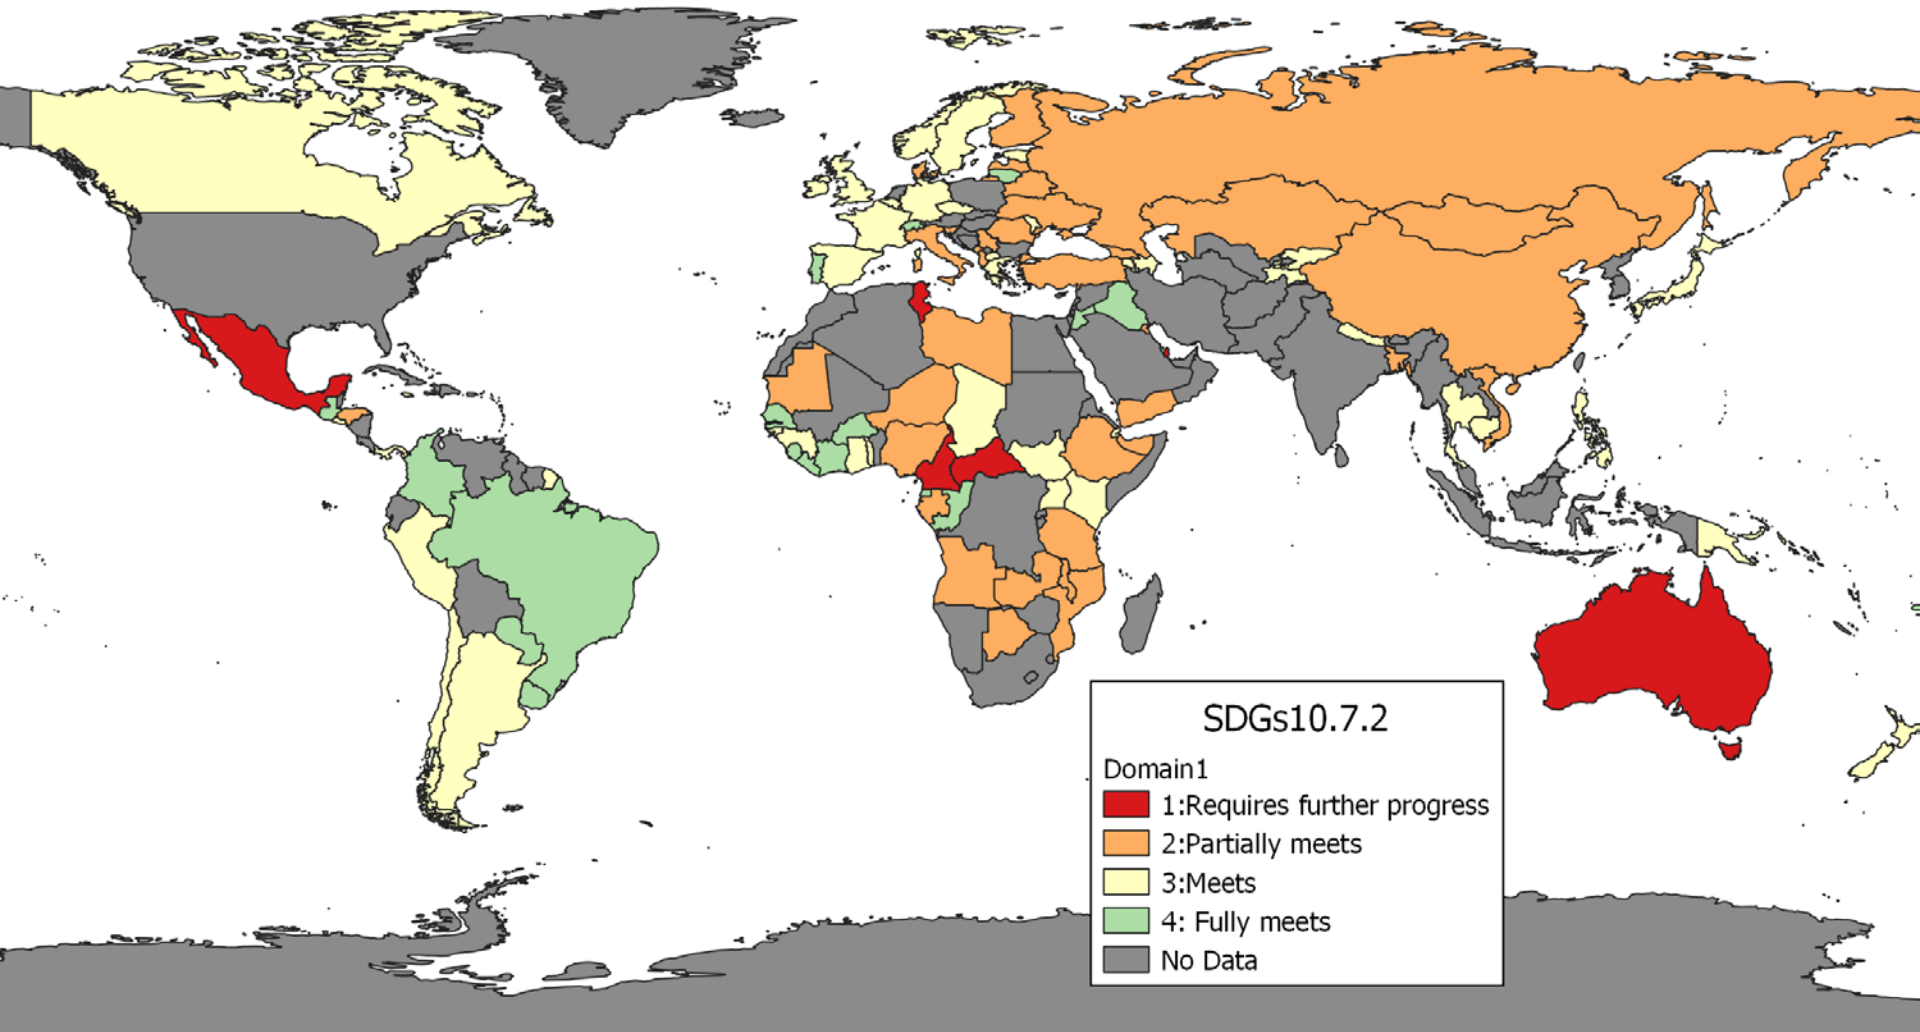 SDGs10.7.2
Domain1
1:Requires further progress
2:Partially meets
3:Meets
4: Fully meets
No Data